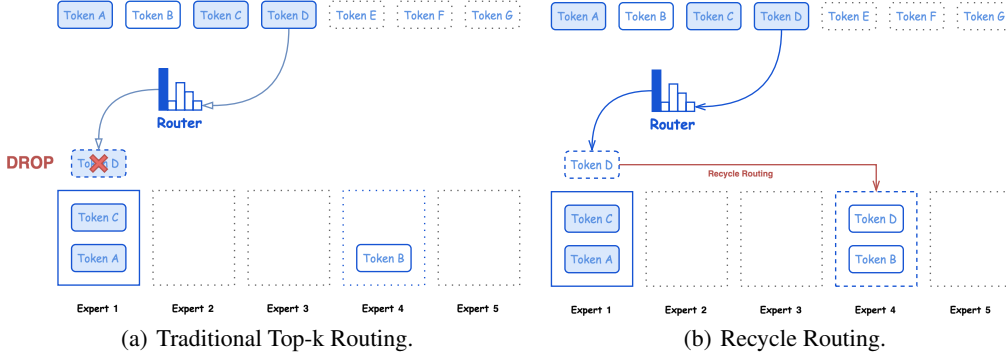 Token A Token B Token C Token D Token E Token F Token G
Router
DROP
Token D
Token C
Token A
Token B
Expert 1 Expert 2 Expert 3 Expert 4 Expert 5
(a) Traditional Top-k Routing.
Token A Token B Token C Token D Token E Token F Token G
Router
Token D
Recycle Routing
Token C Token D
Token A Token B
Expert 1 Expert 2 Expert 3 Expert 4 Expert 5
(b) Recycle Routing.